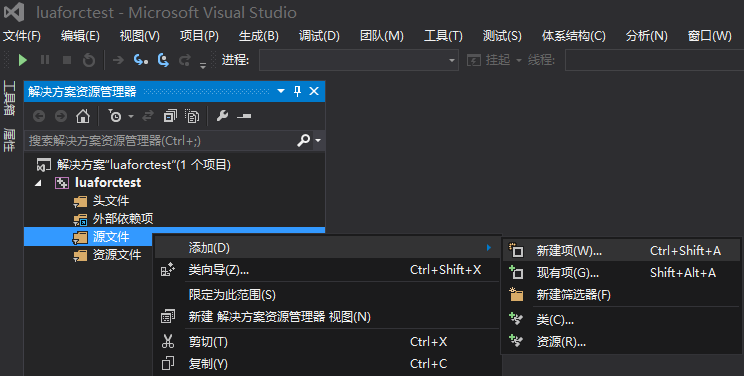 luaforctest - Microsoft Visual Studio
文件(F) 编辑(E) 视图(V) 项目(P) 生成(B) 调试(D) 团队(M) 工具(T) 测试(S) 体系结构(C) 分析(N) 窗口(W)
进程: 挂起 线程:
工具箱
属性
解决方案资源管理器
搜索解决方案资源管理器(Ctrl+;)
解决方案"luaforctest"(1 个项目)
luaforctest
头文件
外部依赖项
源文件
资源文件
添加(D)
类向导(Z)... Ctrl+Shift+X
限定为此范围(S)
新建 解决方案资源管理器 视图(N)
剪切(T) Ctrl+X
复制(Y) Ctrl+C
新建项(W)... Ctrl+Shift+A
现有项(G)... Shift+Alt+A
新建筛选器(F)
类(C)...
资源(R)...